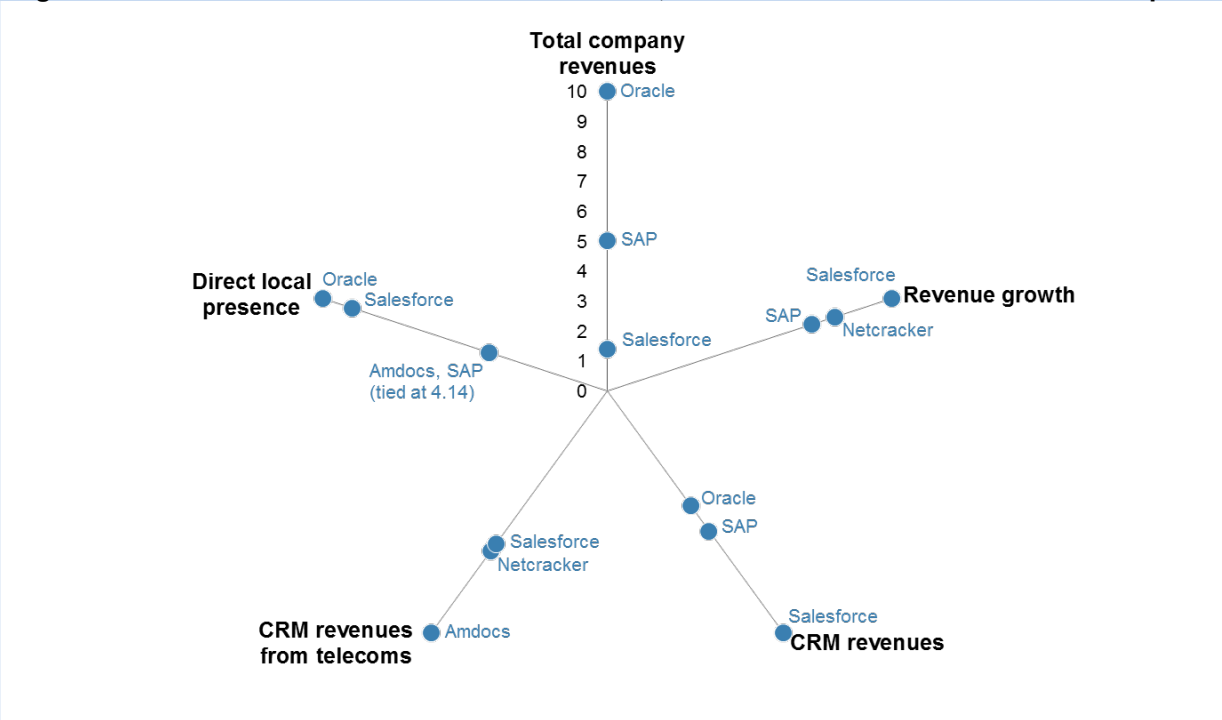 Total company
revenues
10 Oracle
9
8
7
6
5 SAP
4
3
2
Salesforce
1
0
Salesforce
Revenue growth
SAP
Netcracker
Direct local
presence
Oracle
Salesforce
Amdocs, SAP
(tied at 4.14)
Oracle
SAP
Salesforce
CRM revenues
Salesforce
Netcracker
CRM revenues
from telecoms
Amdocs